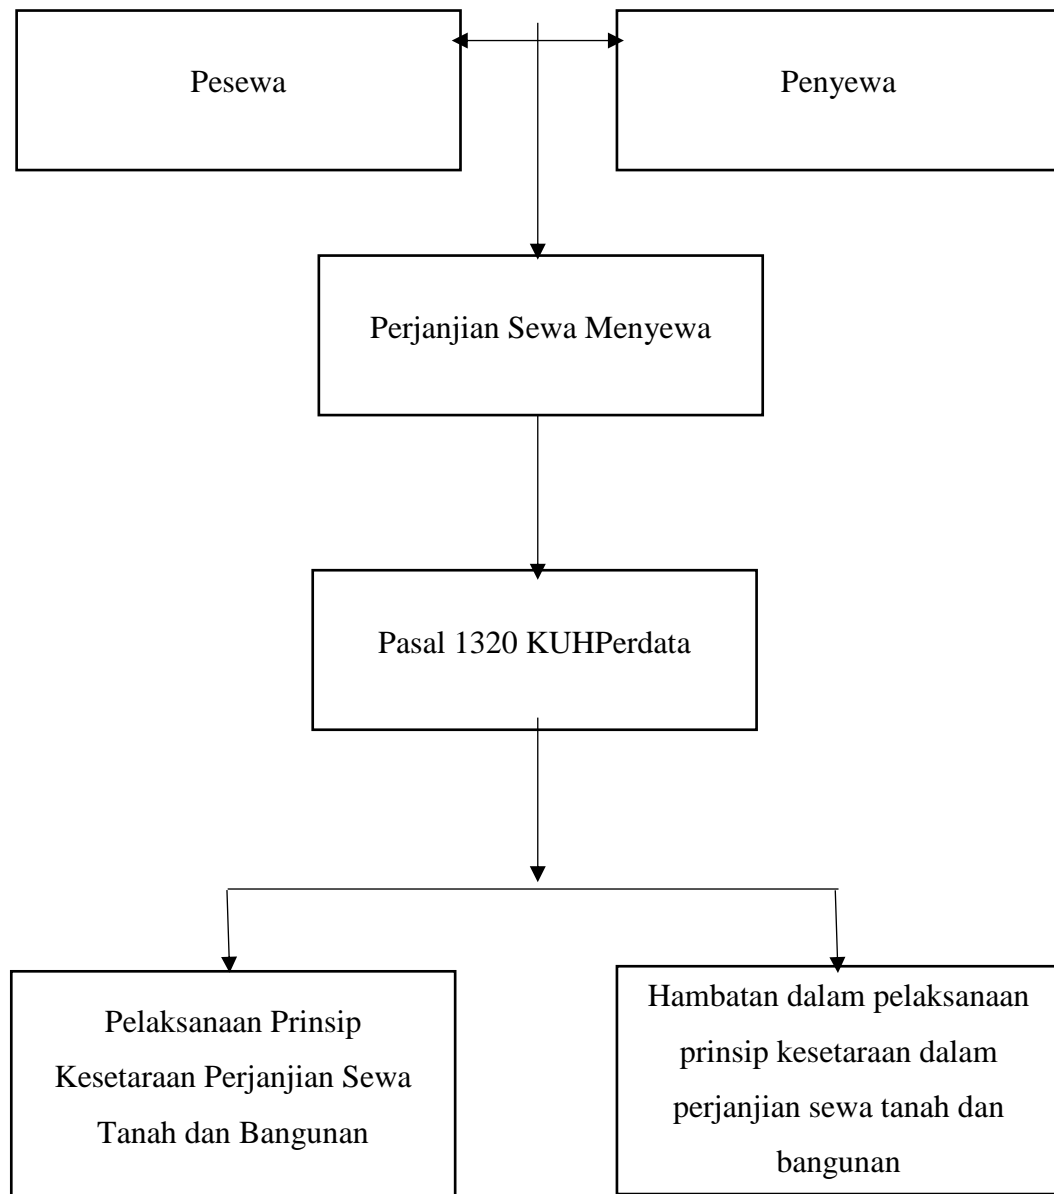 Pesewa
Penyewa
Perjanjian Sewa Menyewa
Pasal 1320 KUHPerdata
Pelaksanaan Prinsip
Kesetaraan Perjanjian Sewa
Tanah dan Bangunan
Hambatan dalam pelaksanaan
prinsip kesetaraan dalam
perjanjian sewa tanah dan
bangunan